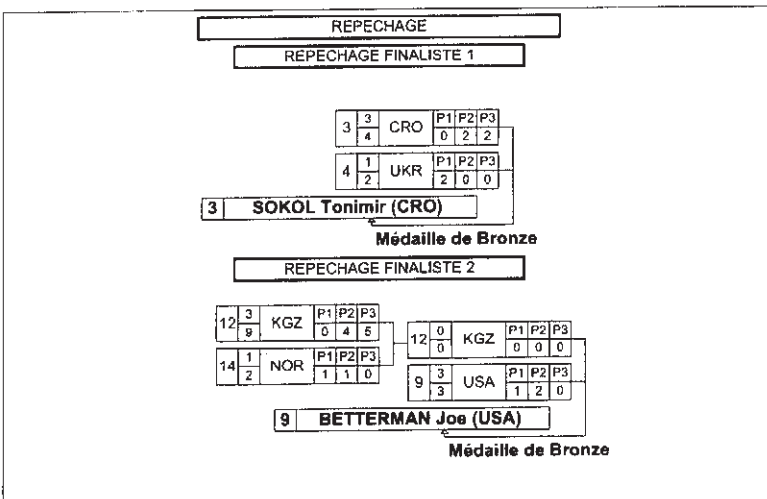 REPECHAGE
REPECHAGE FINALISTE 1
3 3 4 CRO P1 P2 P3 0 2 2
4 1 2 UKR P1 P2 P3 2 0 0
3 SOKOL Tonimir (CRO)
Médaille de Bronze
REPECHAGE FINALISTE 2
12 3 9 KGZ P1 P2 P3 0 4 5
12 0 0 KGZ P1 P2 P3 0 0 0
14 1 2 NOR P1 P2 P3 1 1 0
9 3 3 USA P1 P2 P3 1 2 0
9 BETTERMAN Joe (USA)
Médaille de Bronze